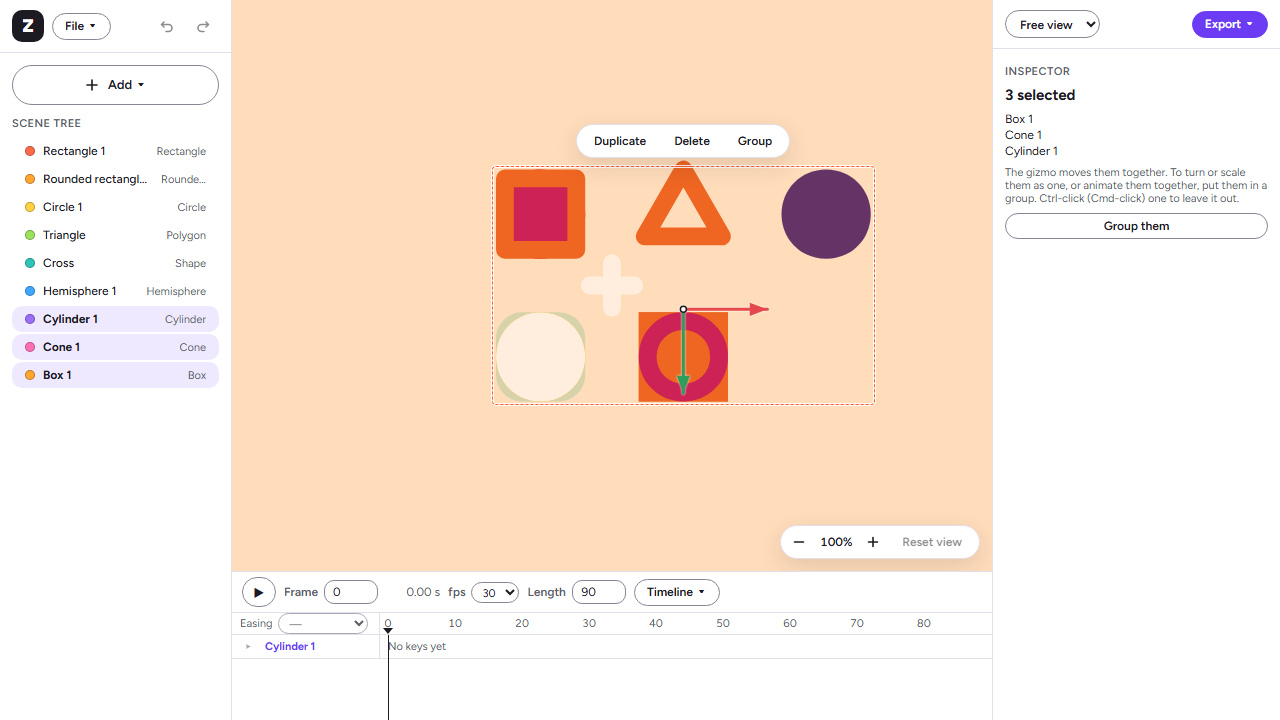 Z File
Free view
Export
Add
SCENE TREE
Rectangle 1 Rectangle
Rounded rectangl... Rounde...
Circle 1 Circle
Triangle Polygon
Cross Shape
Hemisphere 1 Hemisphere
Cylinder 1 Cylinder
Cone 1 Cone
Box 1 Box
Duplicate Delete Group
100% Reset view
INSPECTOR
3 selected
Box 1
Cone 1
Cylinder 1
The gizmo moves them together. To turn or scale
them as one, or animate them together, put them in a
group. Ctrl-click (Cmd-click) one to leave it out.
Group them
Frame 0 0.00 s fps 30 Length 90 Timeline
Easing — 0 10 20 30 40 50 60 70 80
Cylinder 1 No keys yet